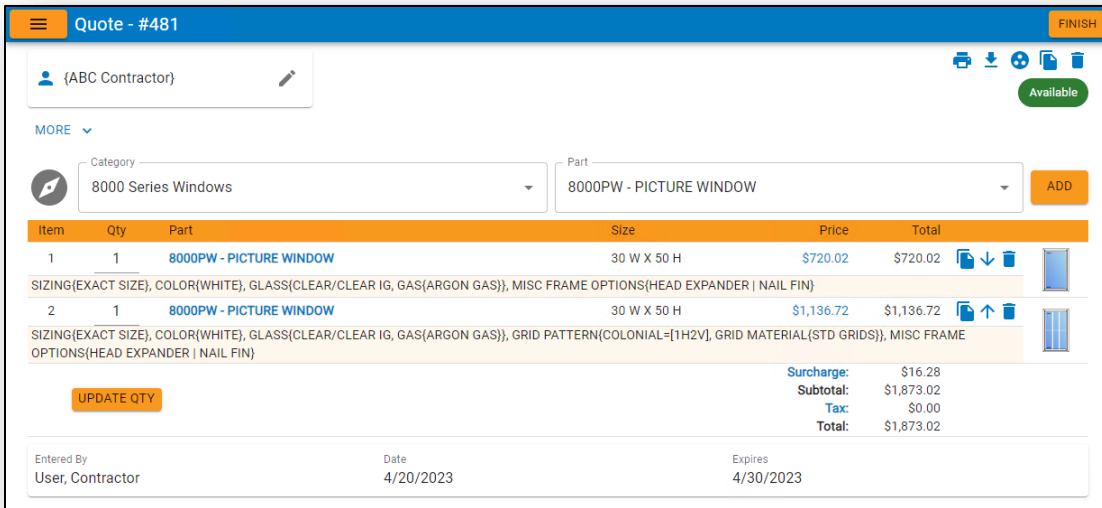 Quote - #481 FINISH
{ABC Contractor}
Available
MORE
Category Part
8000 Series Windows 8000PW - PICTURE WINDOW ADD
Item Qty Part Size Price Total
1 1 8000PW - PICTURE WINDOW 30 W X 50 H $720.02 $720.02
SIZING{EXACT SIZE}, COLOR{WHITE}, GLASS{CLEAR/CLEAR IG, GAS{ARGON GAS}}, MISC FRAME OPTIONS{HEAD EXPANDER | NAIL FIN}
2 1 8000PW - PICTURE WINDOW 30 W X 50 H $1,136.72 $1,136.72
SIZING{EXACT SIZE}, COLOR{WHITE}, GLASS{CLEAR/CLEAR IG, GAS{ARGON GAS}}, GRID PATTERN{COLONIAL=[1H2V], GRID MATERIAL{STD GRIDS}}, MISC FRAME
OPTIONS{HEAD EXPANDER | NAIL FIN}
Surcharge: $16.28
UPDATE QTY Subtotal: $1,873.02
Tax: $0.00
Total: $1,873.02
Entered By Date Expires
User, Contractor 4/20/2023 4/30/2023